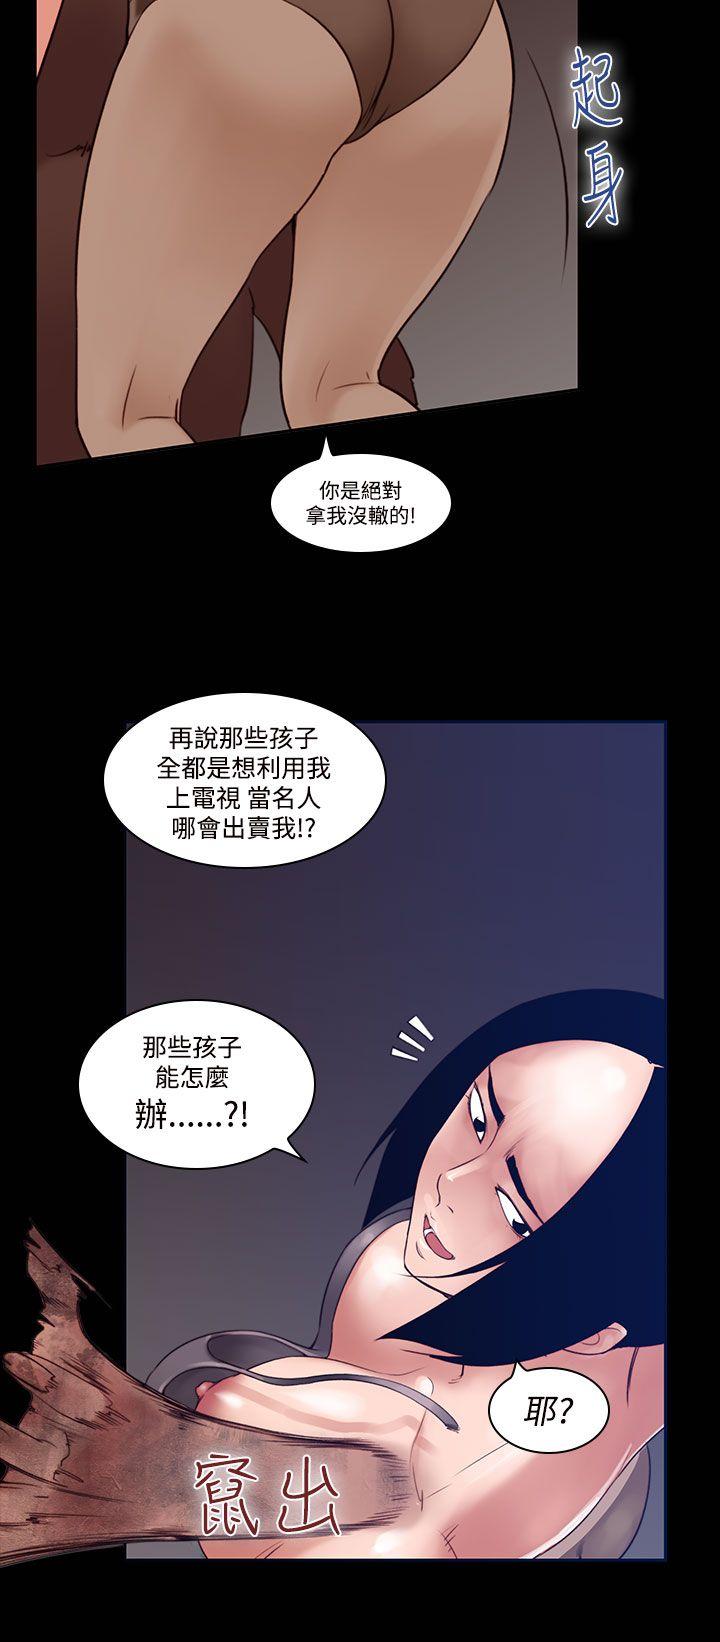 起身
你是絕對
拿我沒轍的!
再說那些孩子
全都是想利用我
上電視 當名人
哪會出賣我!?
那些孩子
能怎麼
辦......?!
耶?
竄出